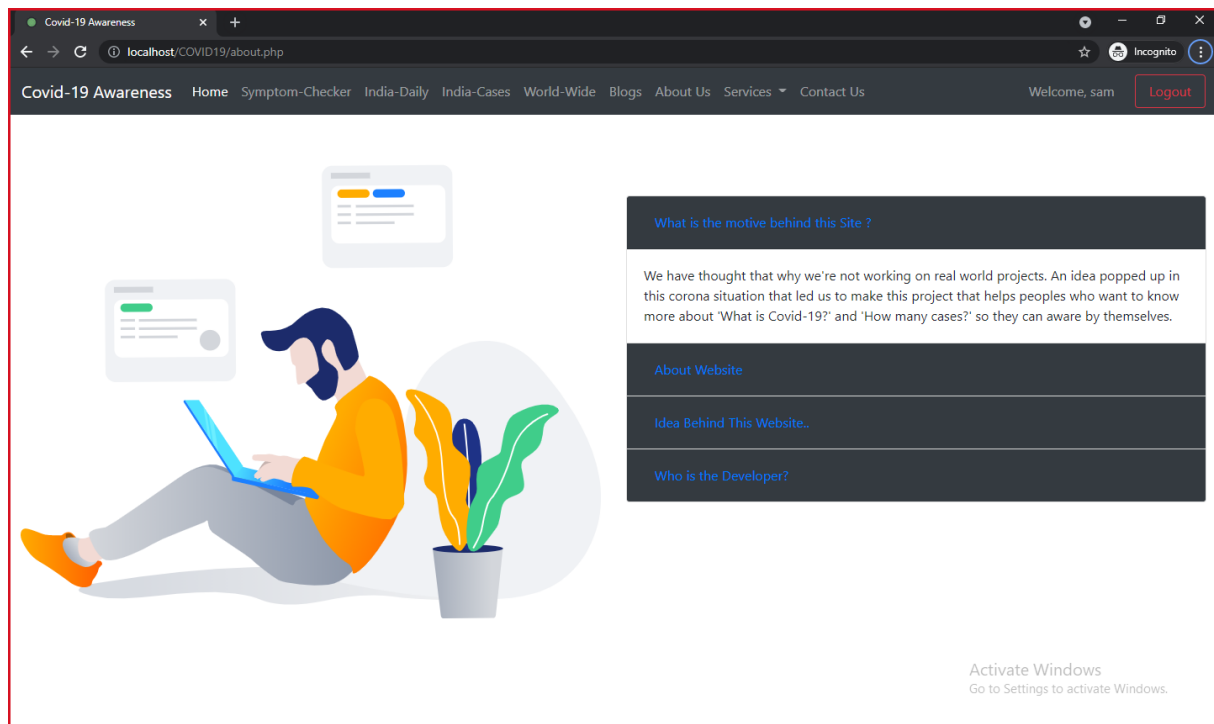 Covid-19 Awareness
localhost/COVID19/about.php
Incognito
Covid-19 Awareness Home Symptom-Checker India-Daily India-Cases World-Wide Blogs About Us Services Contact Us Welcome, sam Logout
What is the motive behind this Site ?
We have thought that why we're not working on real world projects. An idea popped up in
this corona situation that led us to make this project that helps peoples who want to know
more about 'What is Covid-19?' and 'How many cases?' so they can aware by themselves.
About Website
Idea Behind This Website..
Who is the Developer?
Activate Windows
Go to Settings to activate Windows.